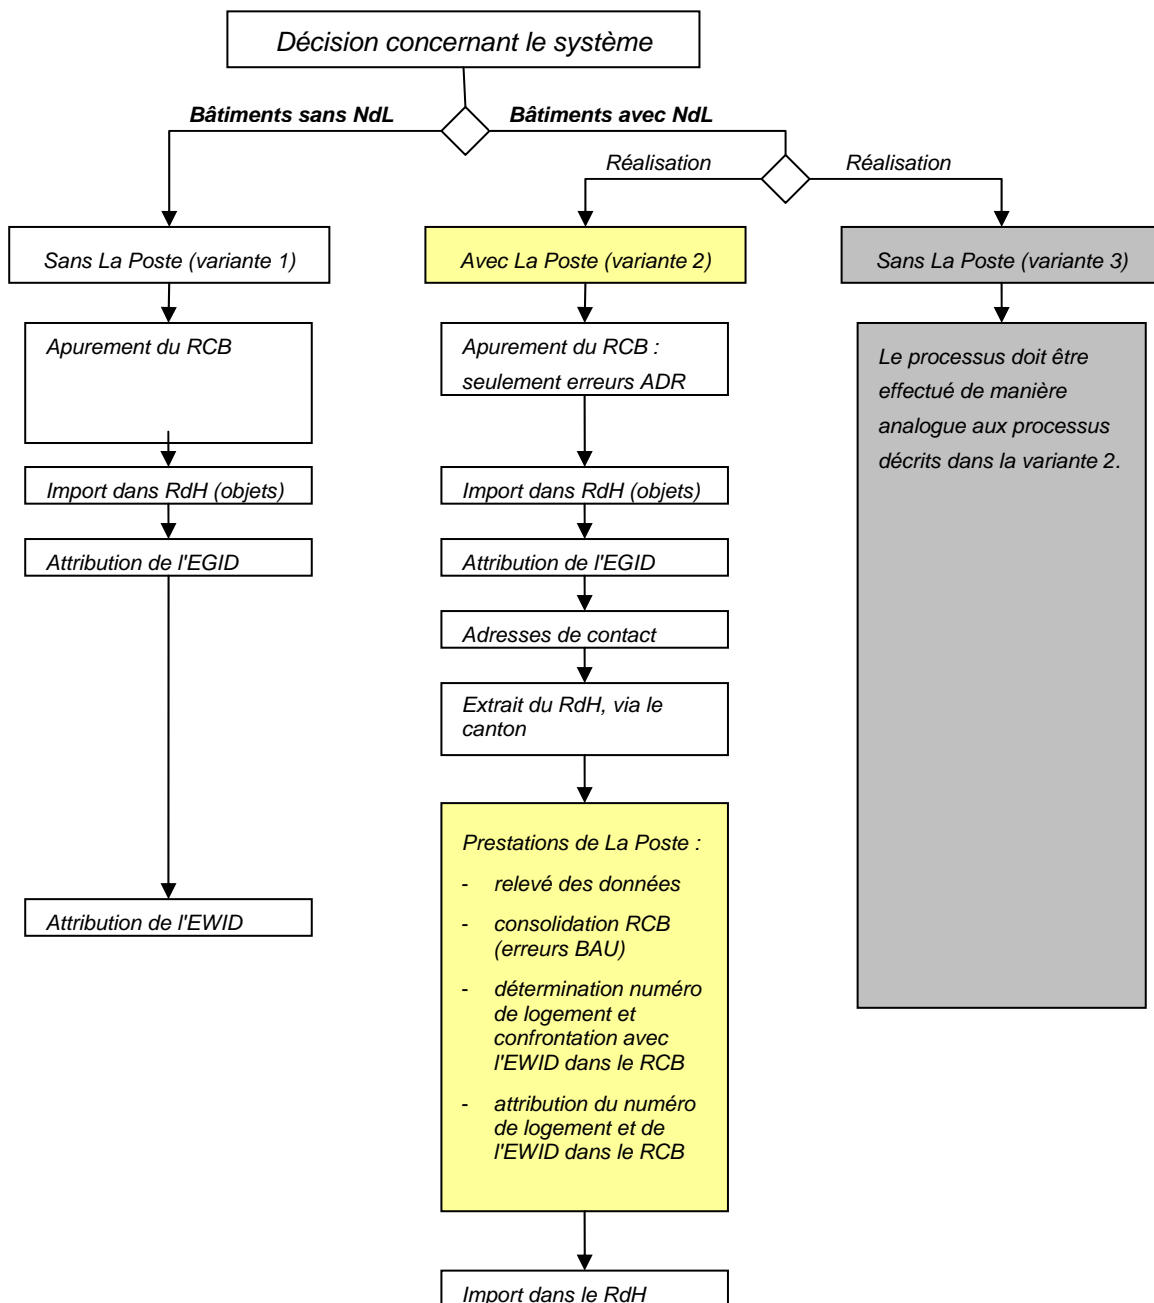 Décision concernant le système
Bâtiments sans NdL
Bâtiments avec NdL
Réalisation
Réalisation
Sans La Poste (variante 1)
Avec La Poste (variante 2)
Sans La Poste (variante 3)
Apurement du RCB
Import dans RdH (objets)
Attribution de l'EGID
Attribution de l'EWID
Apurement du RCB :
seulement erreurs ADR
Import dans RdH (objets)
Attribution de l'EGID
Adresses de contact
Extrait du RdH, via le
canton
Prestations de La Poste :
- relevé des données
- consolidation RCB
(erreurs BAU)
- détermination numéro
de logement et
confrontation avec
l'EWID dans le RCB
- attribution du numéro
de logement et de
l'EWID dans le RCB
Import dans le RdH
Le processus doit être
effectué de manière
analogue aux processus
décrits dans la variante 2.